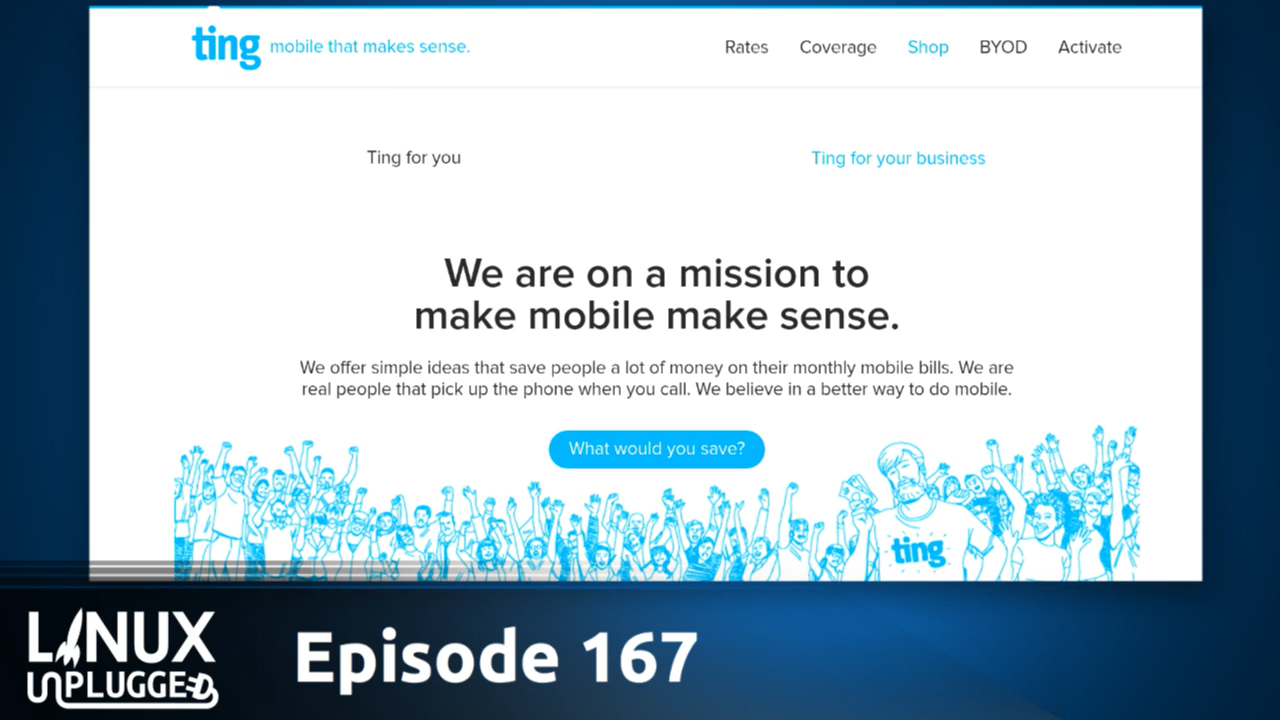 ting mobile that makes sense.
Rates Coverage Shop BYOD Activate
Ting for you
Ting for your business
We are on a mission to
make mobile make sense.
We offer simple ideas that save people a lot of money on their monthly mobile bills. We are
real people that pick up the phone when you call. We believe in a better way to do mobile.
What would you save?
ting
LINUX
UNPLUGGED
Episode 167